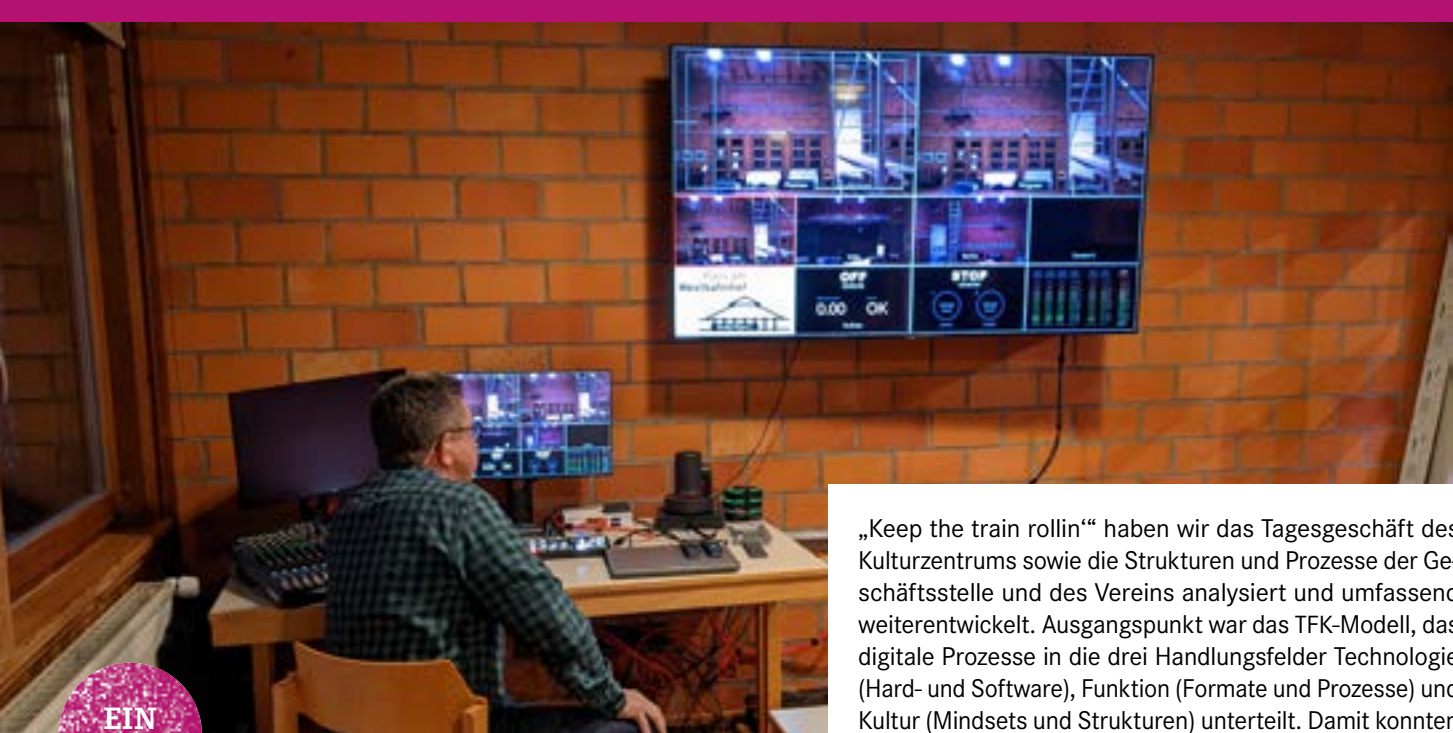 OFF
STOP
0.00 OK
EIN
„Keep the train rollin‘“ haben wir das Tagesgeschäft des
Kulturzentrums sowie die Strukturen und Prozesse der Ge-
schäftsstelle und des Vereins analysiert und umfassend
weiterentwickelt. Ausgangspunkt war das TFK-Modell, das
digitale Prozesse in die drei Handlungsfelder Technologie
(Hard- und Software), Funktion (Formate und Prozesse) und
Kultur (Mindsets und Strukturen) unterteilt. Damit konnten